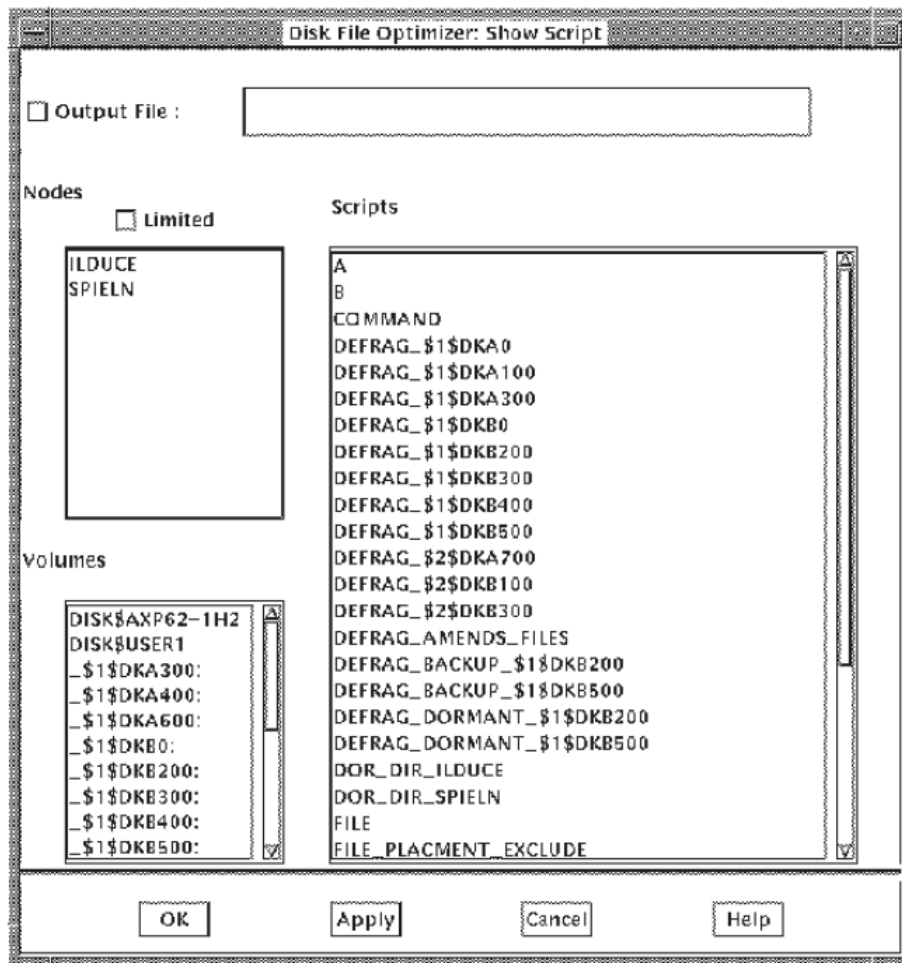 Disk File Optimizer: Show Script
Output File :
Nodes
Limited
ILDUCE
SPIELN
Scripts
A
B
COMMAND
DEFRAG_$1$DKA0
DEFRAG_$1$DKA100
DEFRAG_$1$DKA300
DEFRAG_$1$DKB0
DEFRAG_$1$DKB200
DEFRAG_$1$DKB300
DEFRAG_$1$DKB400
DEFRAG_$1$DKB500
DEFRAG_$2$DKA700
DEFRAG_$2$DKB100
DEFRAG_$2$DKB300
DEFRAG_AMENDS_FILES
DEFRAG_BACKUP_$1$DKB200
DEFRAG_BACKUP_$1$DKB500
DEFRAG_DORMANT_$1$DKB200
DEFRAG_DORMANT_$1$DKB500
DOR_DIR_ILDUCE
DOR_DIR_SPIELN
FILE
FILE_PLACMENT_EXCLUDE
Volumes
DISK$AXP62-1H2
DISK$USER1
_$1$DKA300:
_$1$DKA400:
_$1$DKA600:
_$1$DKB0:
_$1$DKB200:
_$1$DKB300:
_$1$DKB400:
_$1$DKB500:
OK
Apply
Cancel
Help